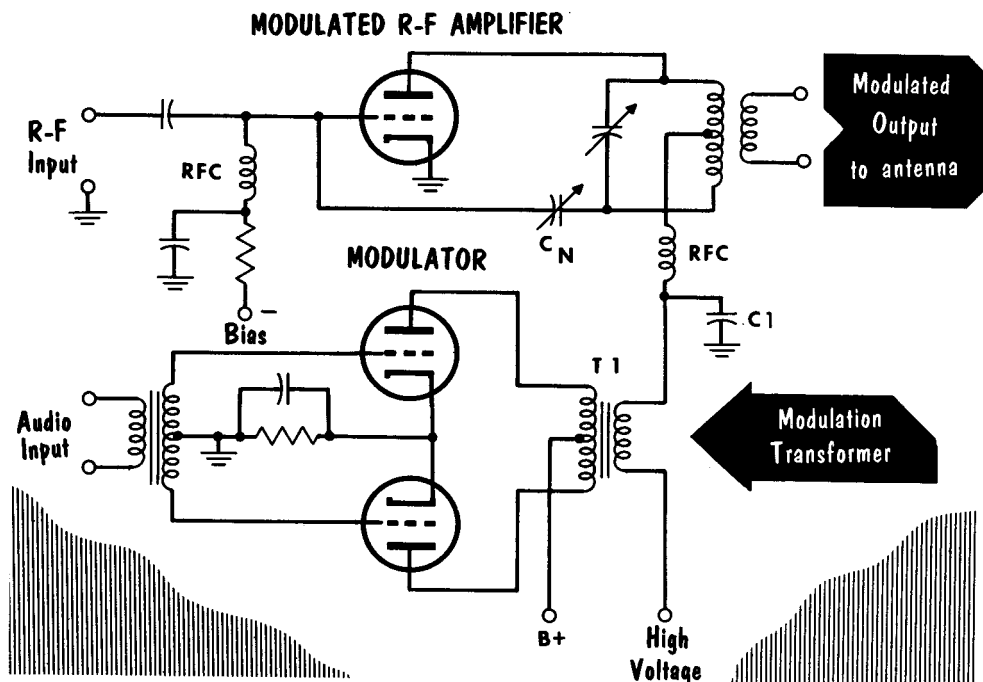 MODULATED R-F AMPLIFIER
Modulated
Output
to antenna
R-F
Input
RFC
C N
RFC
MODULATOR
Bias
−
C1
T1
Audio
Input
Modulation
Transformer
B+
High
Voltage